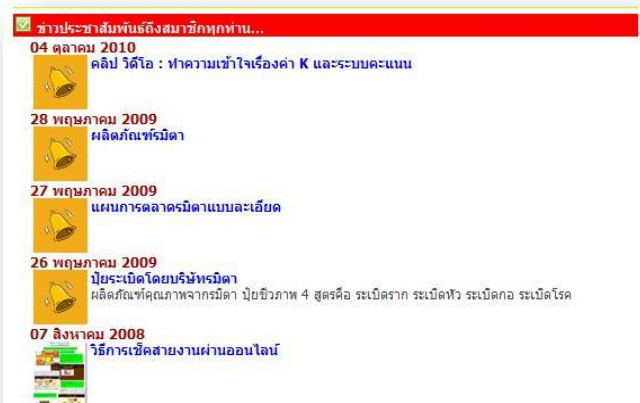 ข่าวประชาสัมพันธ์ถึงสมาชิกทุกท่าน...
04 ตุลาคม 2010
คลิป วิดีโอ : ทำความเข้าใจเรื่องค่า K และระบบคะแนน
28 พฤษภาคม 2009
ผลิตภัณฑ์รมิตา
27 พฤษภาคม 2009
แผนการตลาดรมิตาแบบละเอียด
26 พฤษภาคม 2009
ปุ๋ยระเบิดโดยบริษัทรมิตา
ผลิตภัณฑ์คุณภาพจากรมิตา ปุ๋ยชีวภาพ 4 สูตรคือ ระเบิดราก ระเบิดหัว ระเบิดกอ ระเบิดโรค
07 สิงหาคม 2008
วิธีการเช็คสายงานผ่านออนไลน์